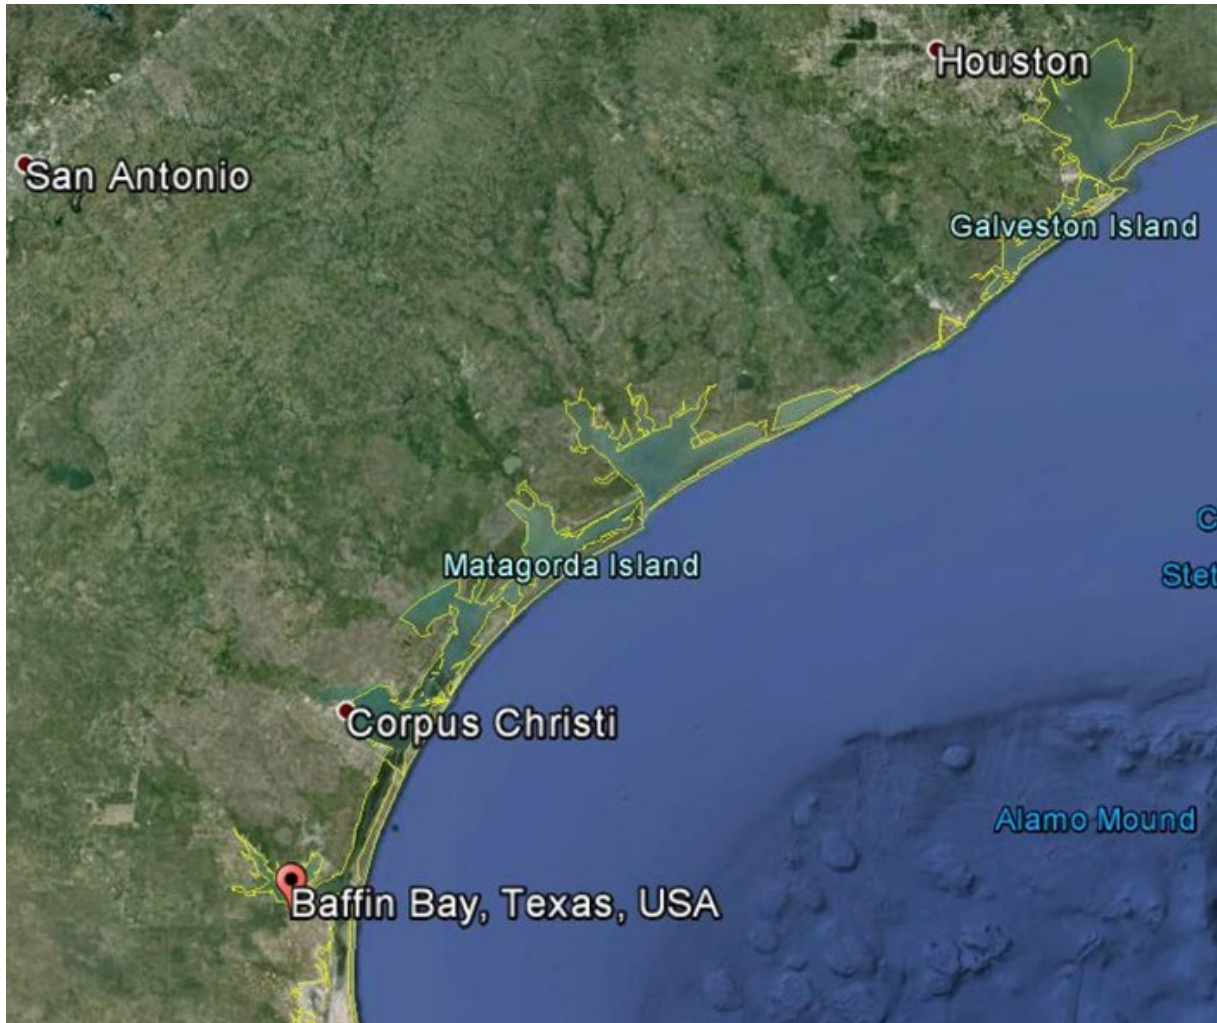 Houston
San Antonio
Galveston Island
Matagorda Island
Corpus Christi
Alamo Mound
Baffin Bay, Texas, USA